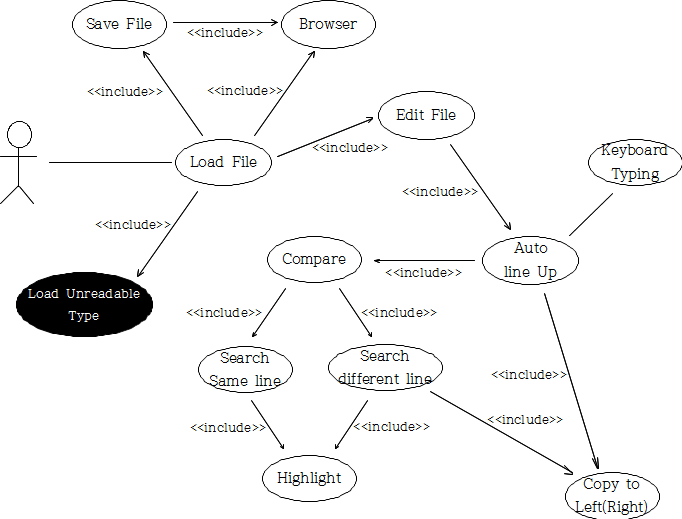 Save File
<<include>>
Browser
<<include>>
<<include>>
Edit File
Load File
<<include>>
Keyboard
Typing
<<include>>
<<include>>
Compare
<<include>>
Auto
line Up
Load Unreadable
Type
<<include>>
<<include>>
Search
Same line
Search
different line
<<include>>
<<include>>
<<include>>
<<include>>
Highlight
Copy to
Left(Right)